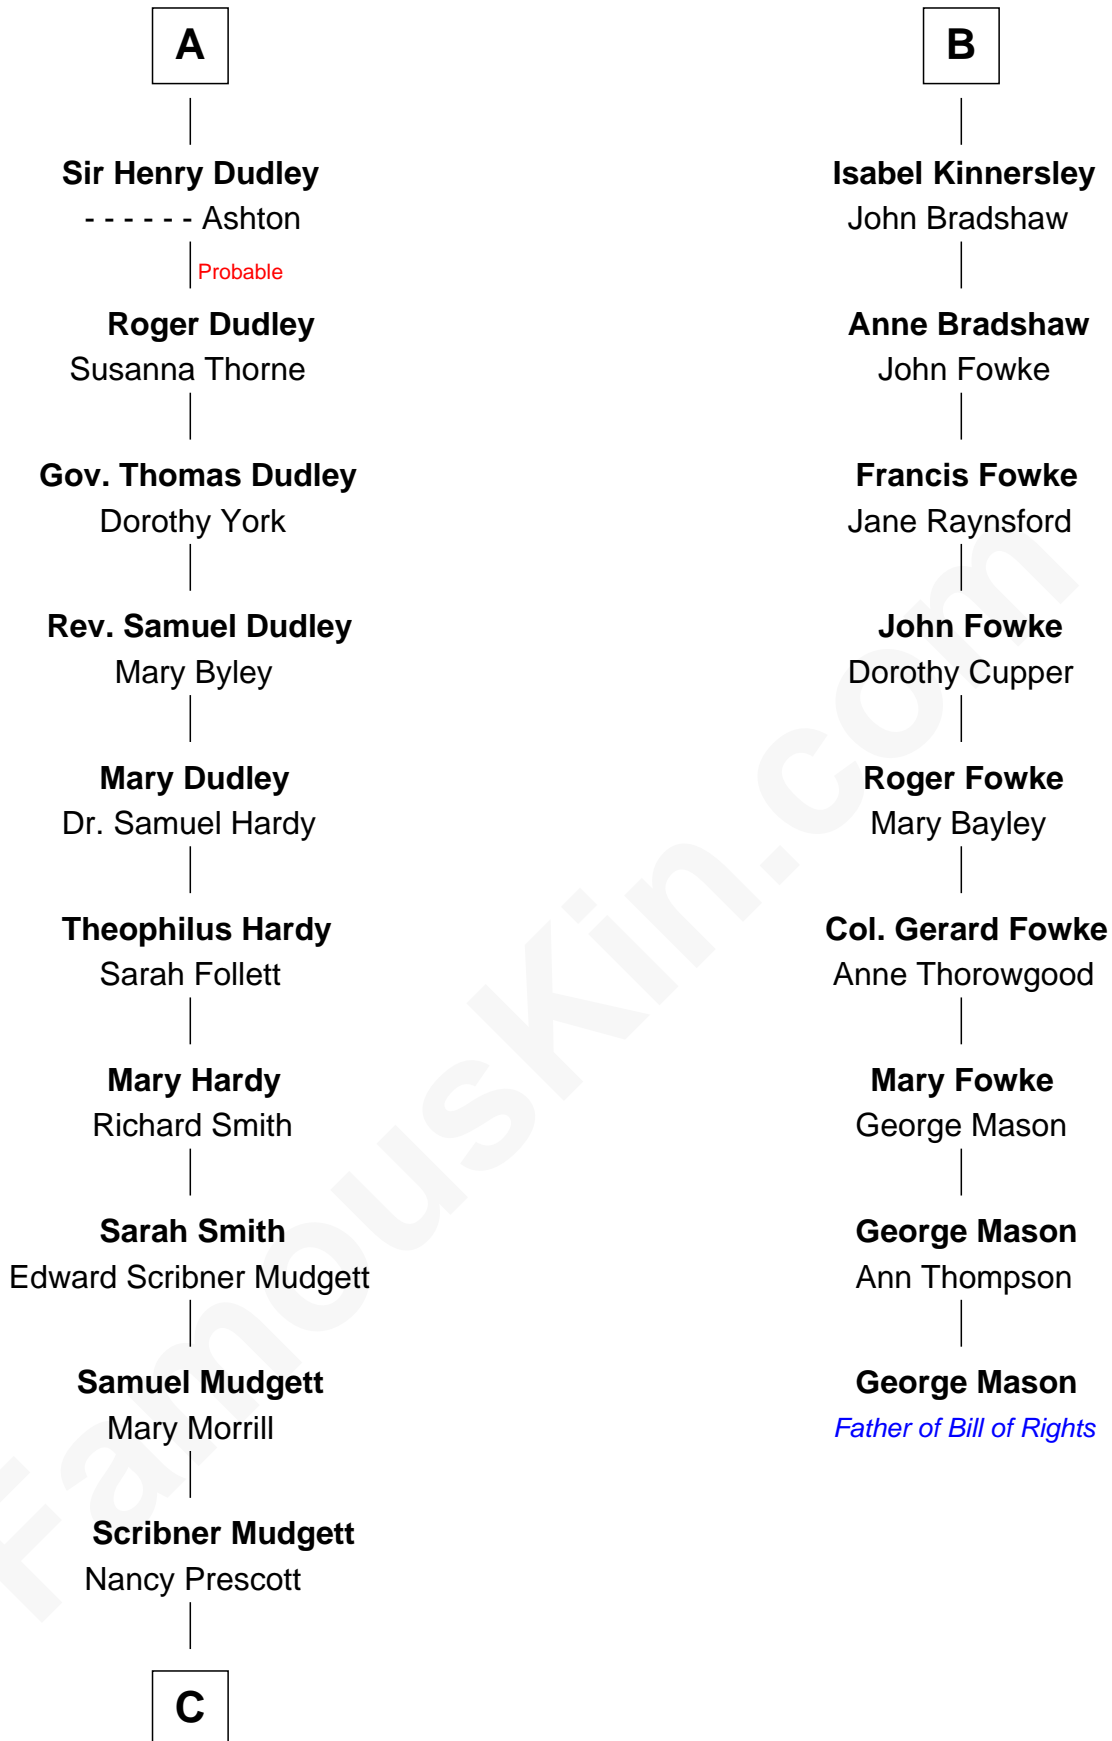 A
Sir Henry Dudley
- - - - - - Ashton
Probable
Roger Dudley
Susanna Thorne
Gov. Thomas Dudley
Dorothy York
Rev. Samuel Dudley
Mary Byley
Mary Dudley
Dr. Samuel Hardy
Theophilus Hardy
Sarah Follett
Mary Hardy
Richard Smith
Sarah Smith
Edward Scribner Mudgett
Samuel Mudgett
Mary Morrill
Scribner Mudgett
Nancy Prescott
C
B
Isabel Kinnersley
John Bradshaw
Anne Bradshaw
John Fowke
Francis Fowke
Jane Raynsford
John Fowke
Dorothy Cupper
Roger Fowke
Mary Bayley
Col. Gerard Fowke
Anne Thorowgood
Mary Fowke
George Mason
George Mason
Ann Thompson
George Mason
Father of Bill of Rights
FamousKin.com